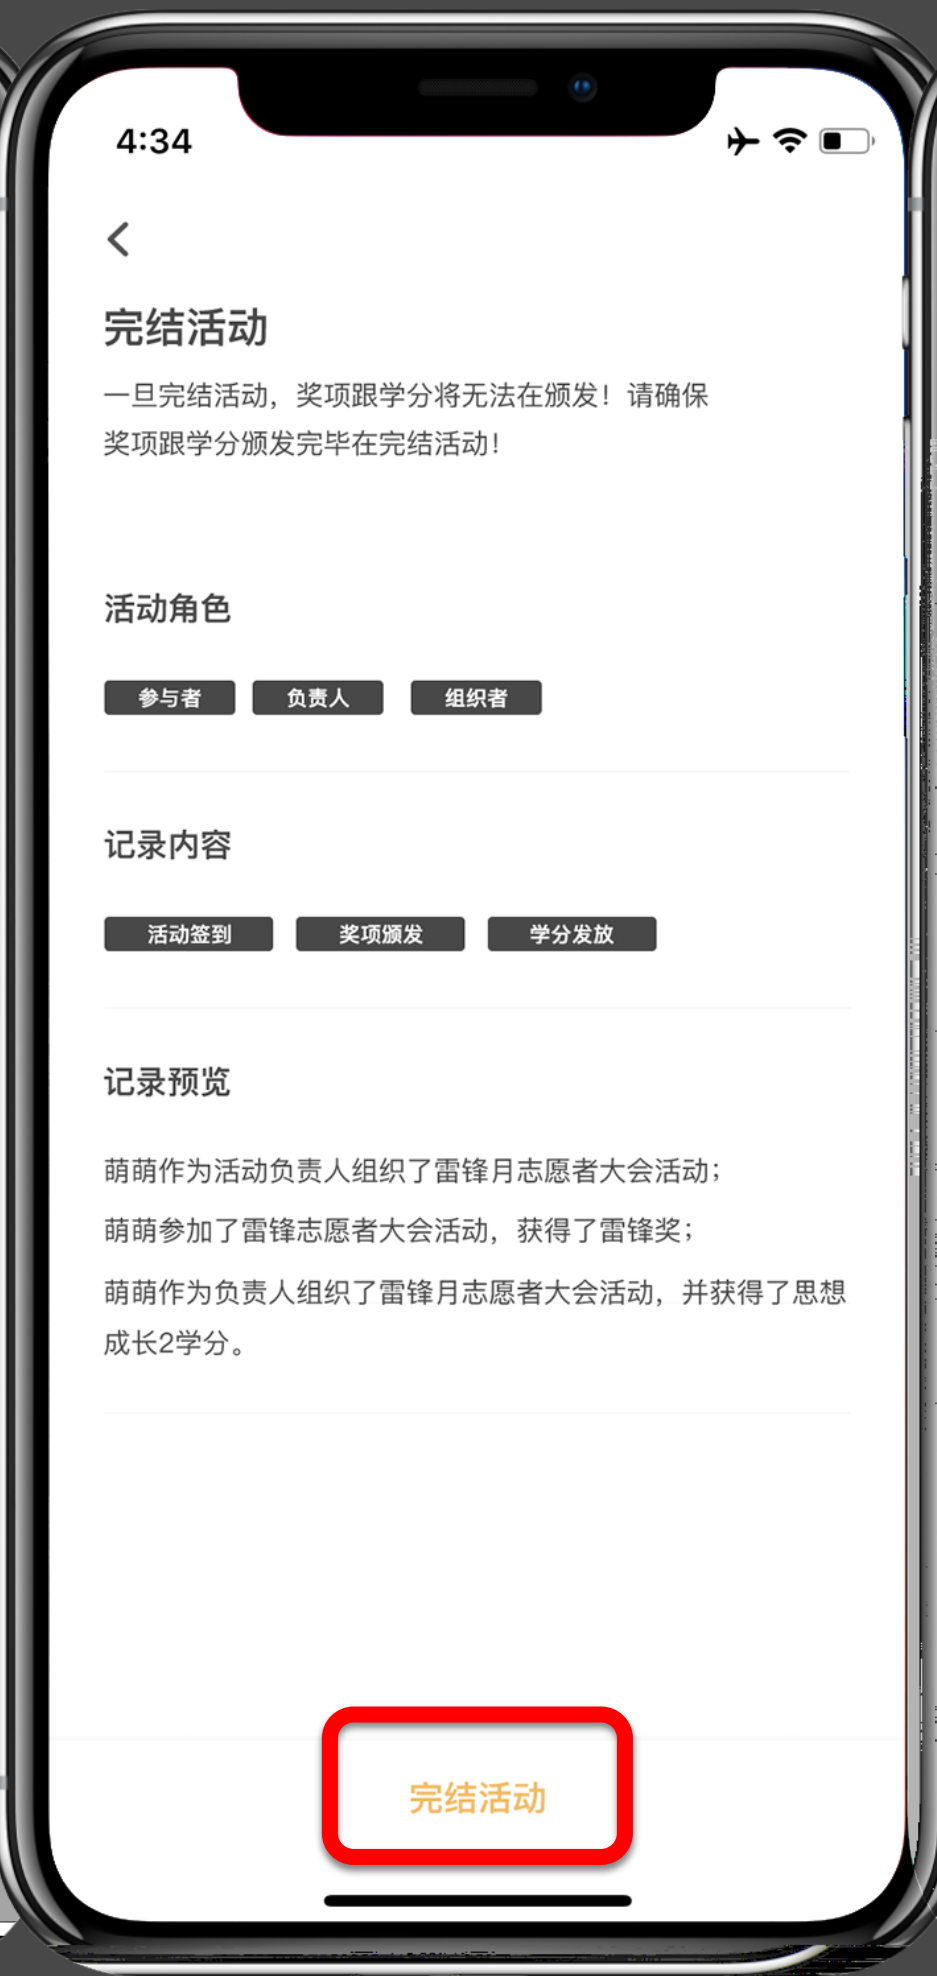 4:34
完结活动
一旦完结活动，奖项跟学分将无法在颁发！请确保
奖项跟学分颁发完毕在完结活动！
活动角色
参与者 负责人 组织者
记录内容
活动签到 奖项颁发 学分发放
记录预览
萌萌作为活动负责人组织了雷锋月志愿者大会活动；
萌萌参加了雷锋志愿者大会活动，获得了雷锋奖；
萌萌作为负责人组织了雷锋月志愿者大会活动，并获得了思想
成长2学分。
完结活动